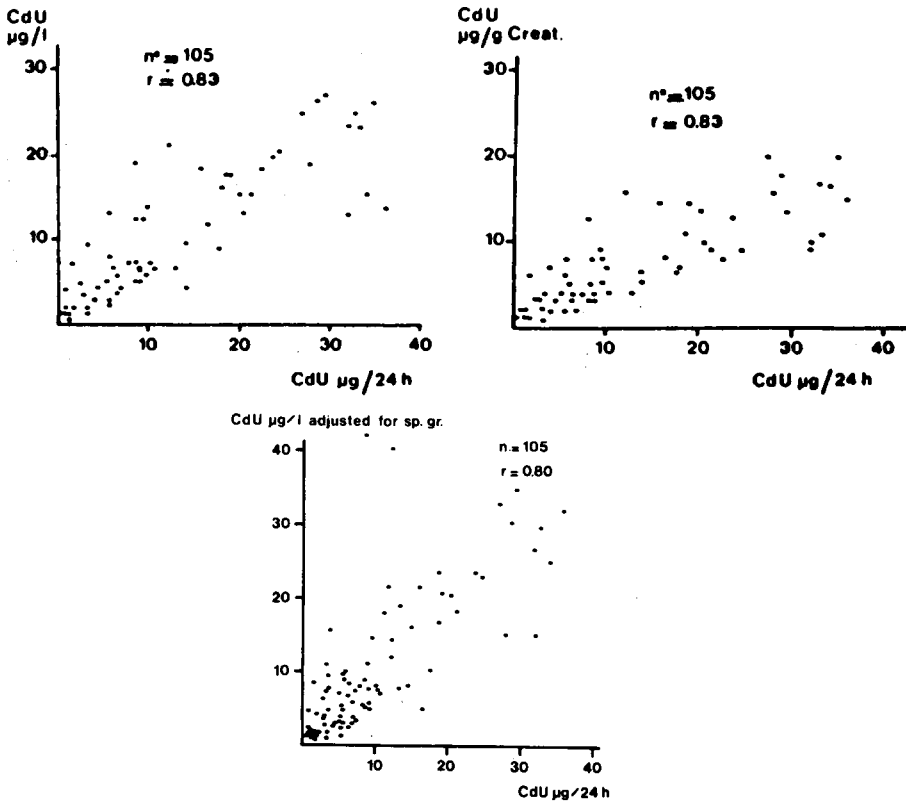 CdU
µg/l
n° = 105
r = 0.83
30
20
10
10 20 30 40
CdU µg/24 h
CdU
µg/g Creat.
n° = 105
r = 0.83
30
20
10
10 20 30 40
CdU µg/24 h
CdU µg/l adjusted for sp. gr.
n = 105
r = 0.80
40
30
20
10
10 20 30 40
CdU µg/24 h